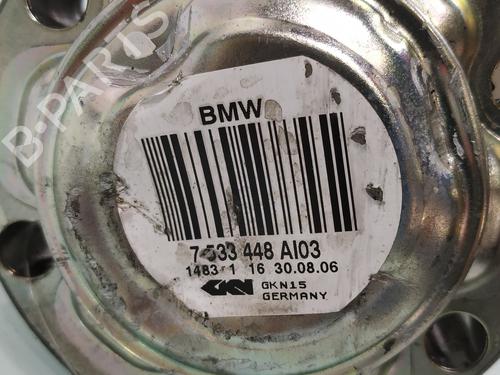 B-PARTS
BMW
7 533 448 AI03
1483 1 16 30.08.06
GKN GKN15
GERMANY